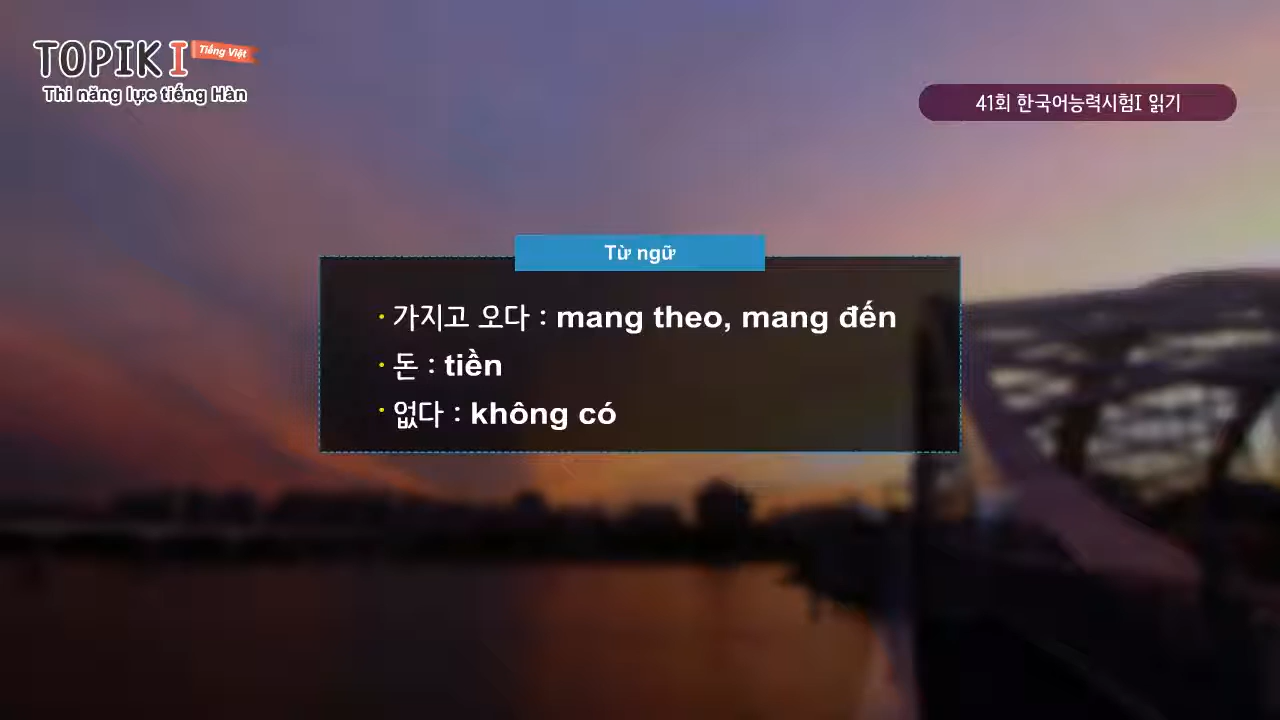 TOPIK I Tiếng Việt
Thi năng lực tiếng Hàn
41회 한국어능력시험I 읽기
Từ ngữ
• 가지고 오다 : mang theo, mang đến
• 돈 : tiền
• 없다 : không có